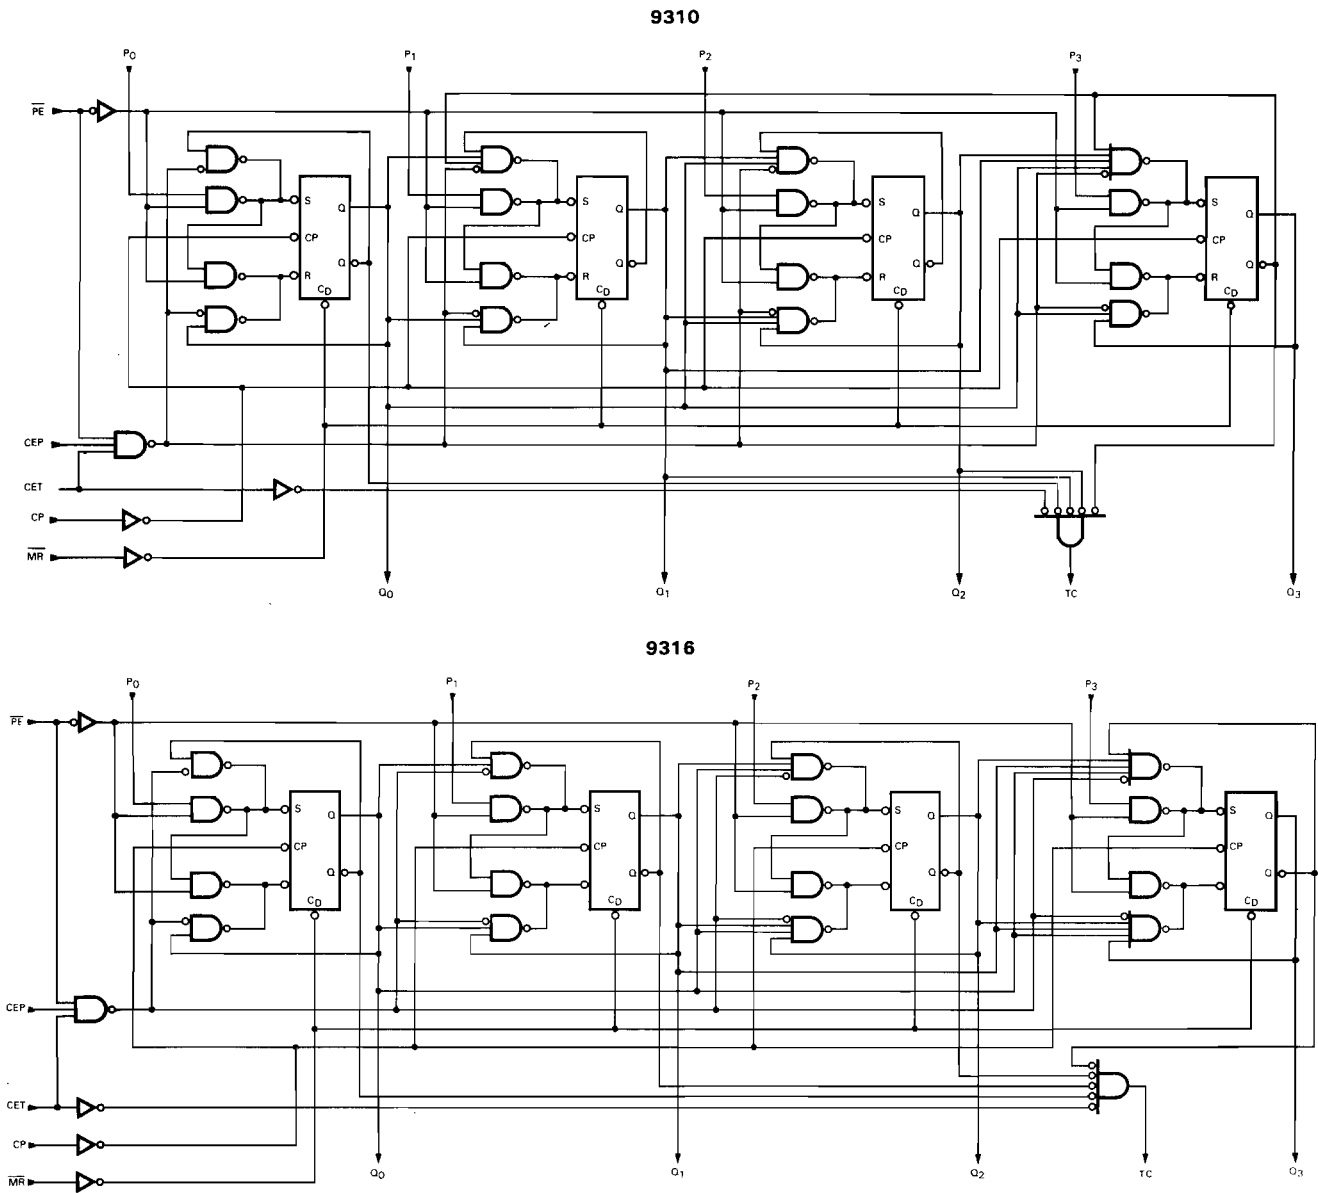 9310
P0 P1 P2 P3
PE
S Q S Q S Q S Q
CP CP CP CP
R Q R Q R Q R Q
CD CD CD CD
CEP
CET
CP
MR
Q0 Q1 Q2 TC Q3
9316
P0 P1 P2 P3
PE
S Q S Q S Q S Q
CP CP CP CP
Q Q Q Q
CD CD CD CD
CEP
CET
CP
MR
Q0 Q1 Q2 TC Q3